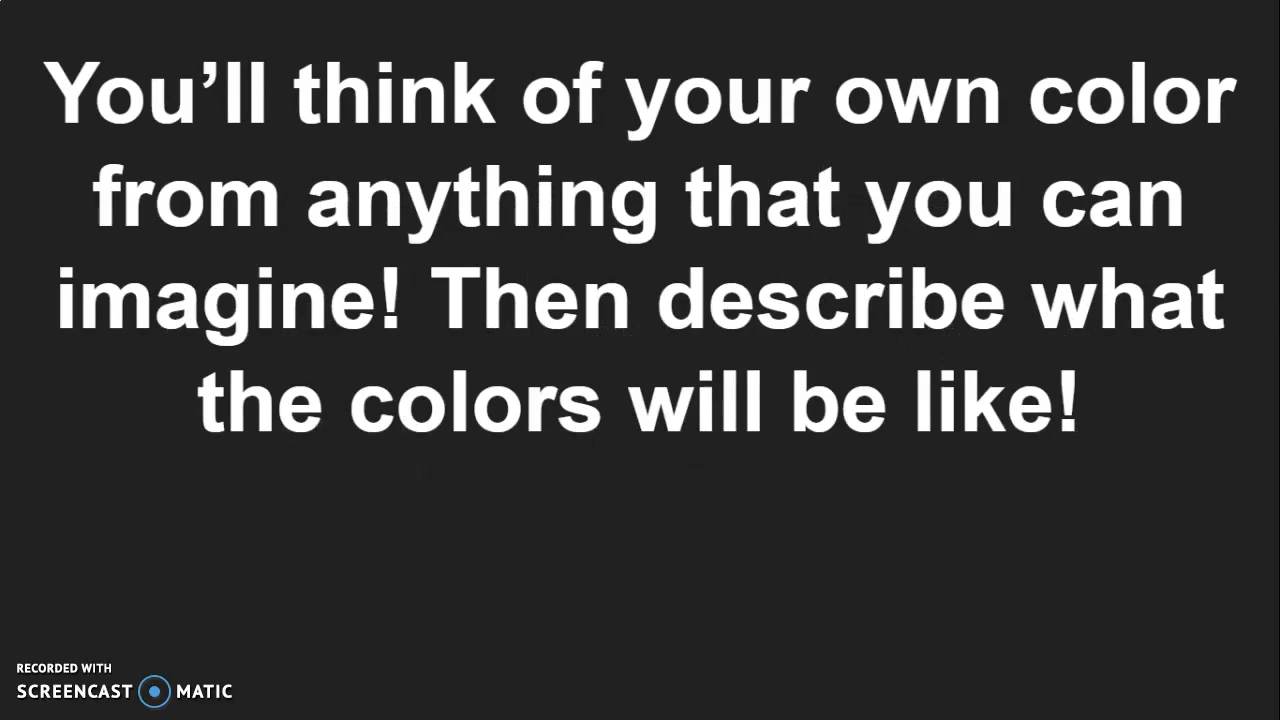 You’ll think of your own color
from anything that you can
imagine! Then describe what
the colors will be like!
RECORDED WITH
SCREENCAST MATIC